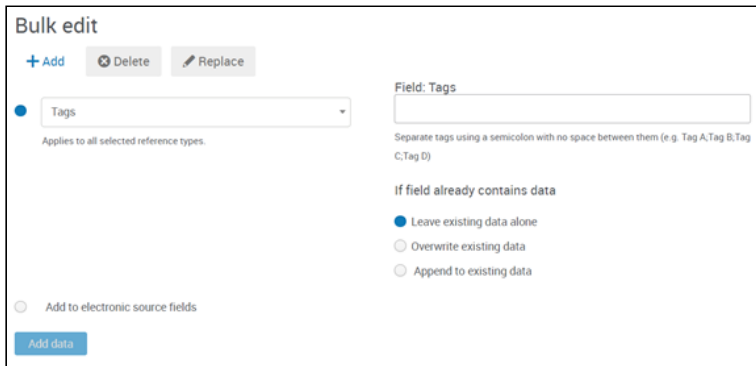 Bulk edit
Add
Delete
Replace
Tags
Applies to all selected reference types.
Field: Tags
Separate tags using a semicolon with no space between them (e.g. Tag A;Tag B;Tag
C;Tag D)
If field already contains data
Leave existing data alone
Overwrite existing data
Append to existing data
Add to electronic source fields
Add data